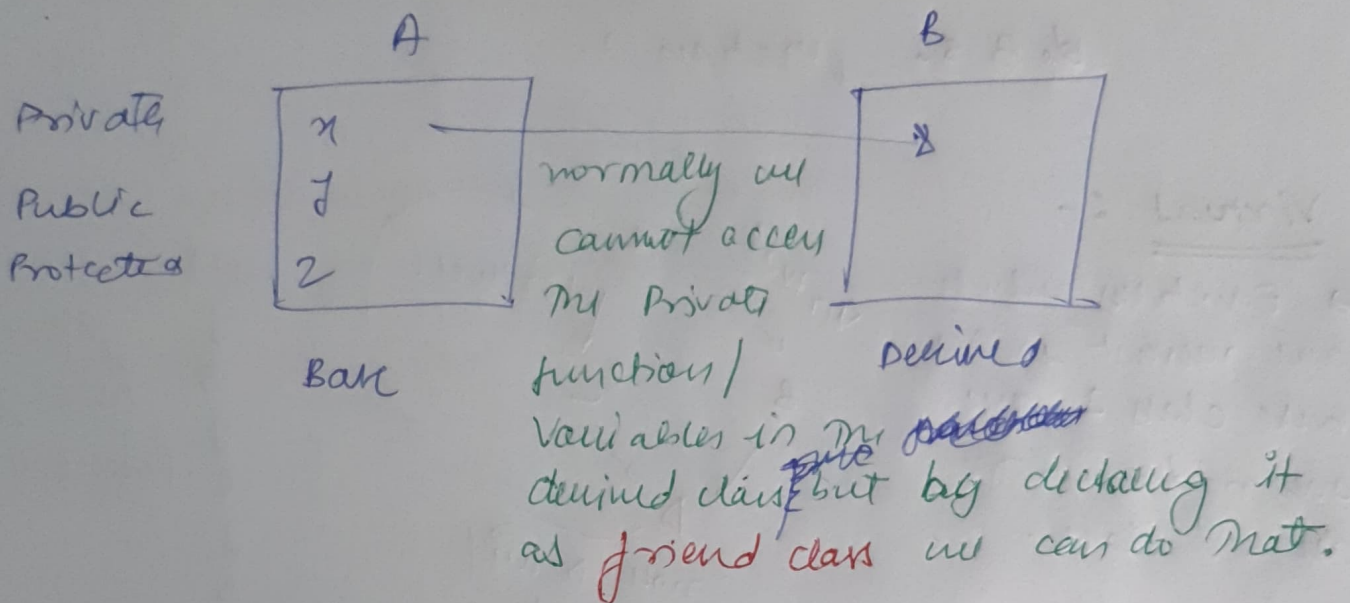 A B
Private x
Public y
Protected z
Base
Derived
normally we
cannot access
the Private
function/
Variables in the
derived class but by declaring it
as friend class we can do that.